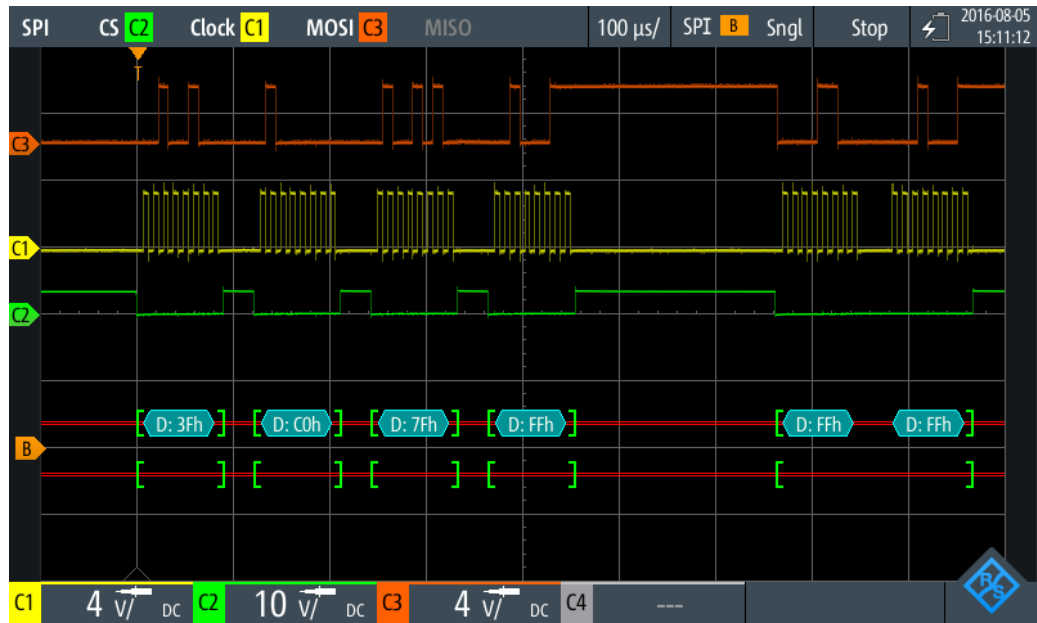 SPI CS C2 Clock C1 MOSI C3 MISO 100 µs/ SPI B Sngl Stop 2016-08-05
15:11:12
T
C3
C1
C2
D: 3Fh D: C0h D: 7Fh D: FFh D: FFh D: FFh
B
C1 4 V/ DC C2 10 V/ DC C3 4 V/ DC C4 ---
R&S